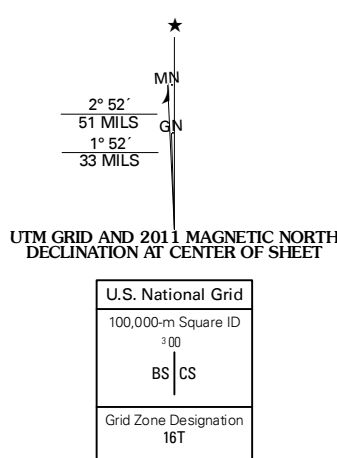 ★
MN
2° 52´
51 MILS
GN
1° 52´
33 MILS
UTM GRID AND 2011 MAGNETIC NORTH
DECLINATION AT CENTER OF SHEET
U.S. National Grid
100,000-m Square ID
³00
BS CS
Grid Zone Designation
16T